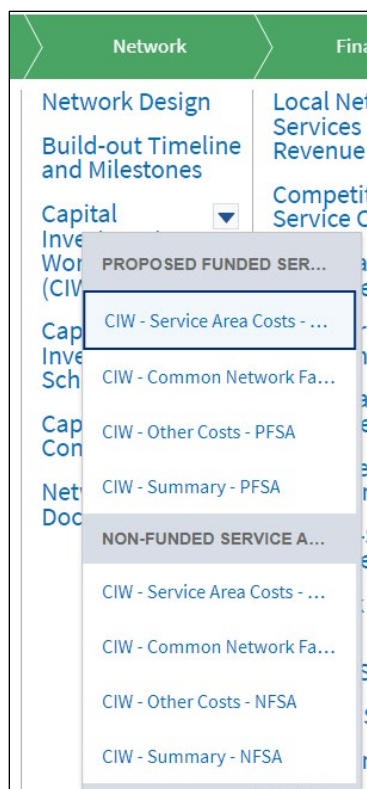 Network
Network Design
Build-out Timeline
and Milestones
Capital
(CIW
PROPOSED FUNDED SER...
CIW - Service Area Costs - ...
CIW - Common Network Fa...
CIW - Other Costs - PFSA
CIW - Summary - PFSA
NON-FUNDED SERVICE A...
CIW - Service Area Costs - ...
CIW - Common Network Fa...
CIW - Other Costs - NFSA
CIW - Summary - NFSA
Local
Services
Revenue
Service